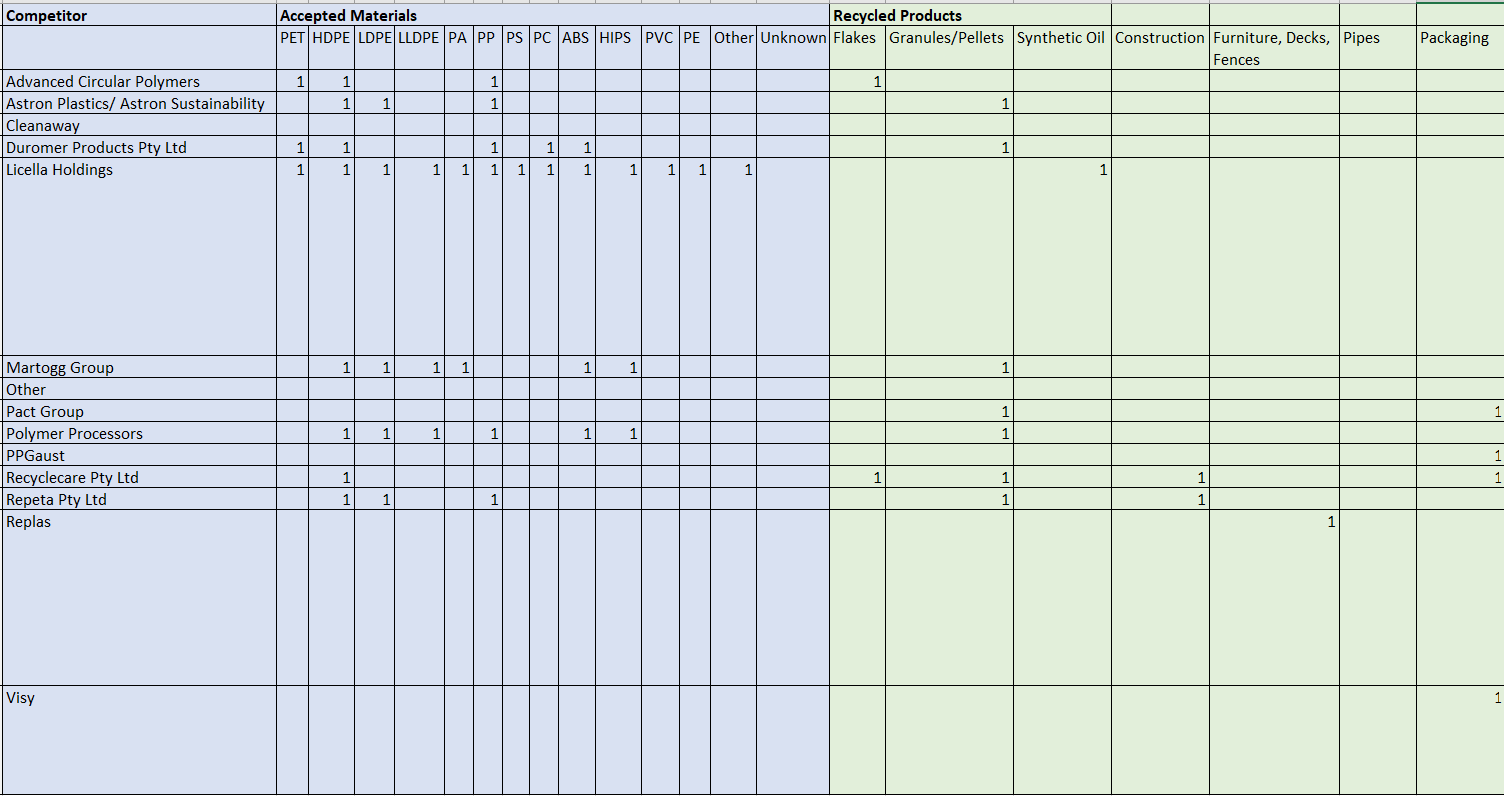 Competitor Accepted Materials Recycled Products
PET HDPE LDPE LLDPE PA PP PS PC ABS HIPS PVC PE Other Unknown Flakes Granules/Pellets Synthetic Oil Construction Furniture, Decks, Pipes Packaging
Fences
Advanced Circular Polymers 1 1 1 1
Astron Plastics/ Astron Sustainability 1 1 1 1
Cleanaway
Duromer Products Pty Ltd 1 1 1 1 1 1
Licella Holdings 1 1 1 1 1 1 1 1 1 1 1 1 1 1
Martogg Group 1 1 1 1 1 1 1
Other
Pact Group 1 1
Polymer Processors 1 1 1 1 1 1 1
PPGaust 1
Recyclecare Pty Ltd 1 1 1 1 1
Repeta Pty Ltd 1 1 1 1 1
Replas 1
Visy 1